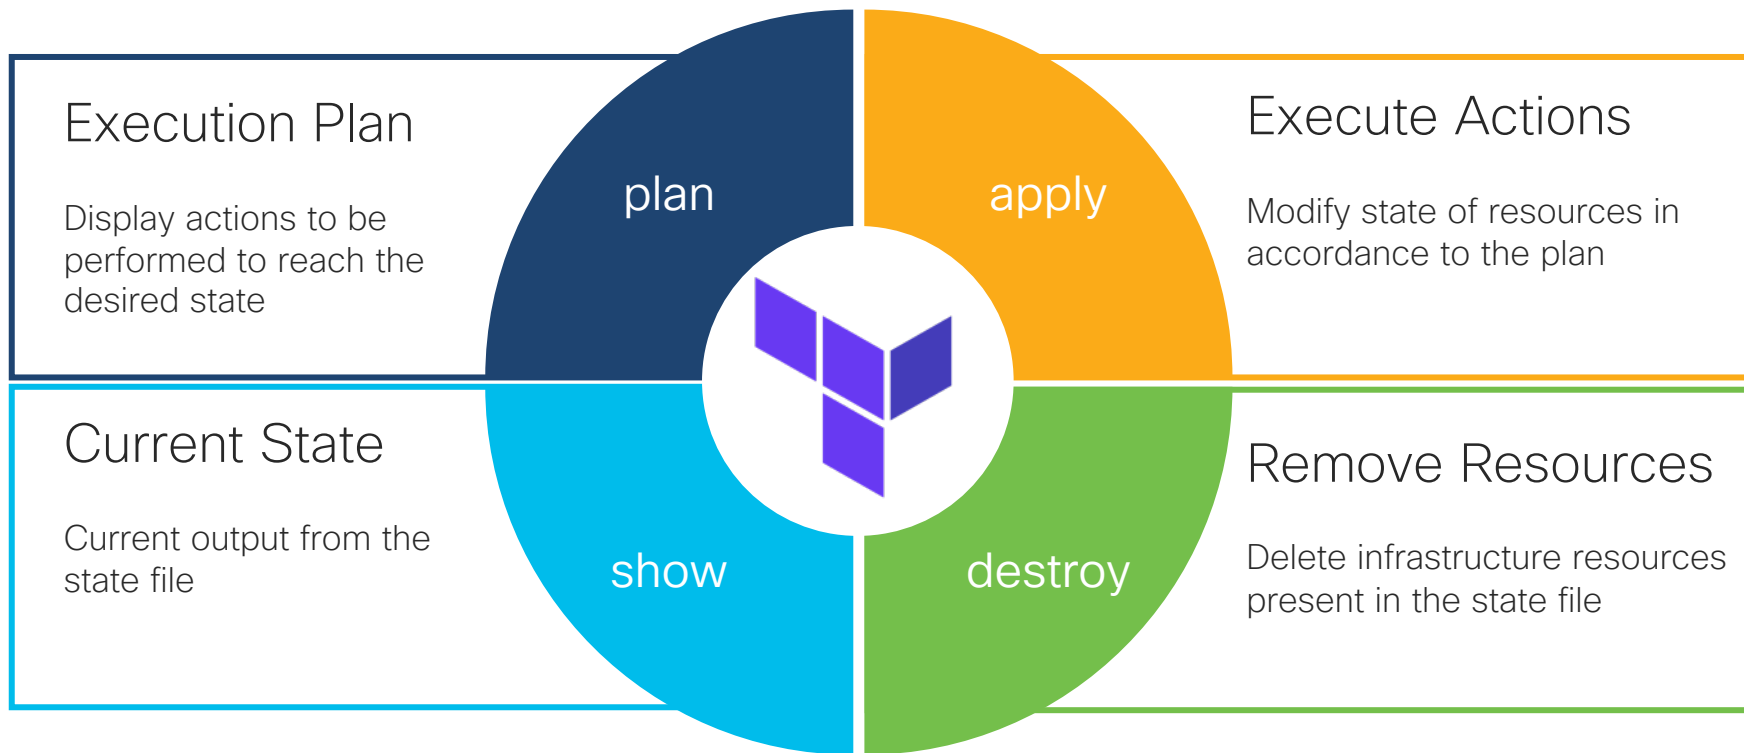 Execution Plan
Display actions to be
performed to reach the
desired state
plan
apply
Execute Actions
Modify state of resources in
accordance to the plan
Current State
Current output from the
state file
show
destroy
Remove Resources
Delete infrastructure resources
present in the state file